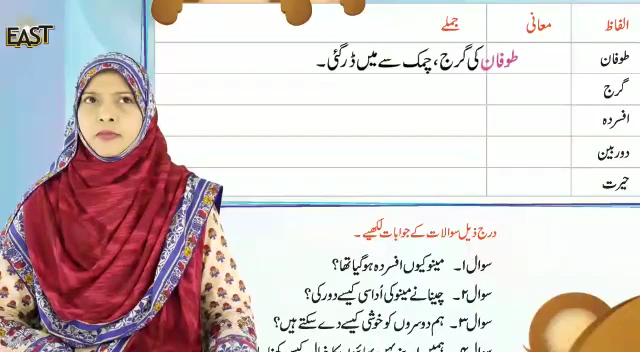 EAST
الفاظ معانی جملے
طوفان طوفان کی گرج ، چمک سے میں ڈر گئی ۔
گرج
افسردہ
دوربین
حیرت
درج ذیل سوالات کے جوابات لکھیے ۔
سوال ۱۔ مینو کیوں افسردہ ہو گیا تھا؟
سوال ۲۔ چینا نے مینو کی اُداسی کیسے دور کی؟
سوال ۳۔ ہم دوسروں کو خوشی کیسے دے سکتے ہیں؟